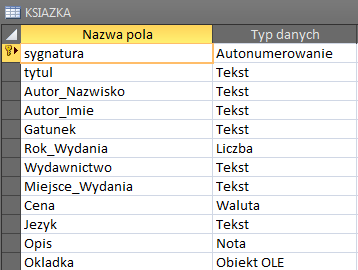 KSIAZKA
Nazwa pola Typ danych
sygnatura Autonumerowanie
tytul Tekst
Autor_Nazwisko Tekst
Autor_Imie Tekst
Gatunek Tekst
Rok_Wydania Liczba
Wydawnictwo Tekst
Miejsce_Wydania Tekst
Cena Waluta
Jezyk Tekst
Opis Nota
Okladka Obiekt OLE